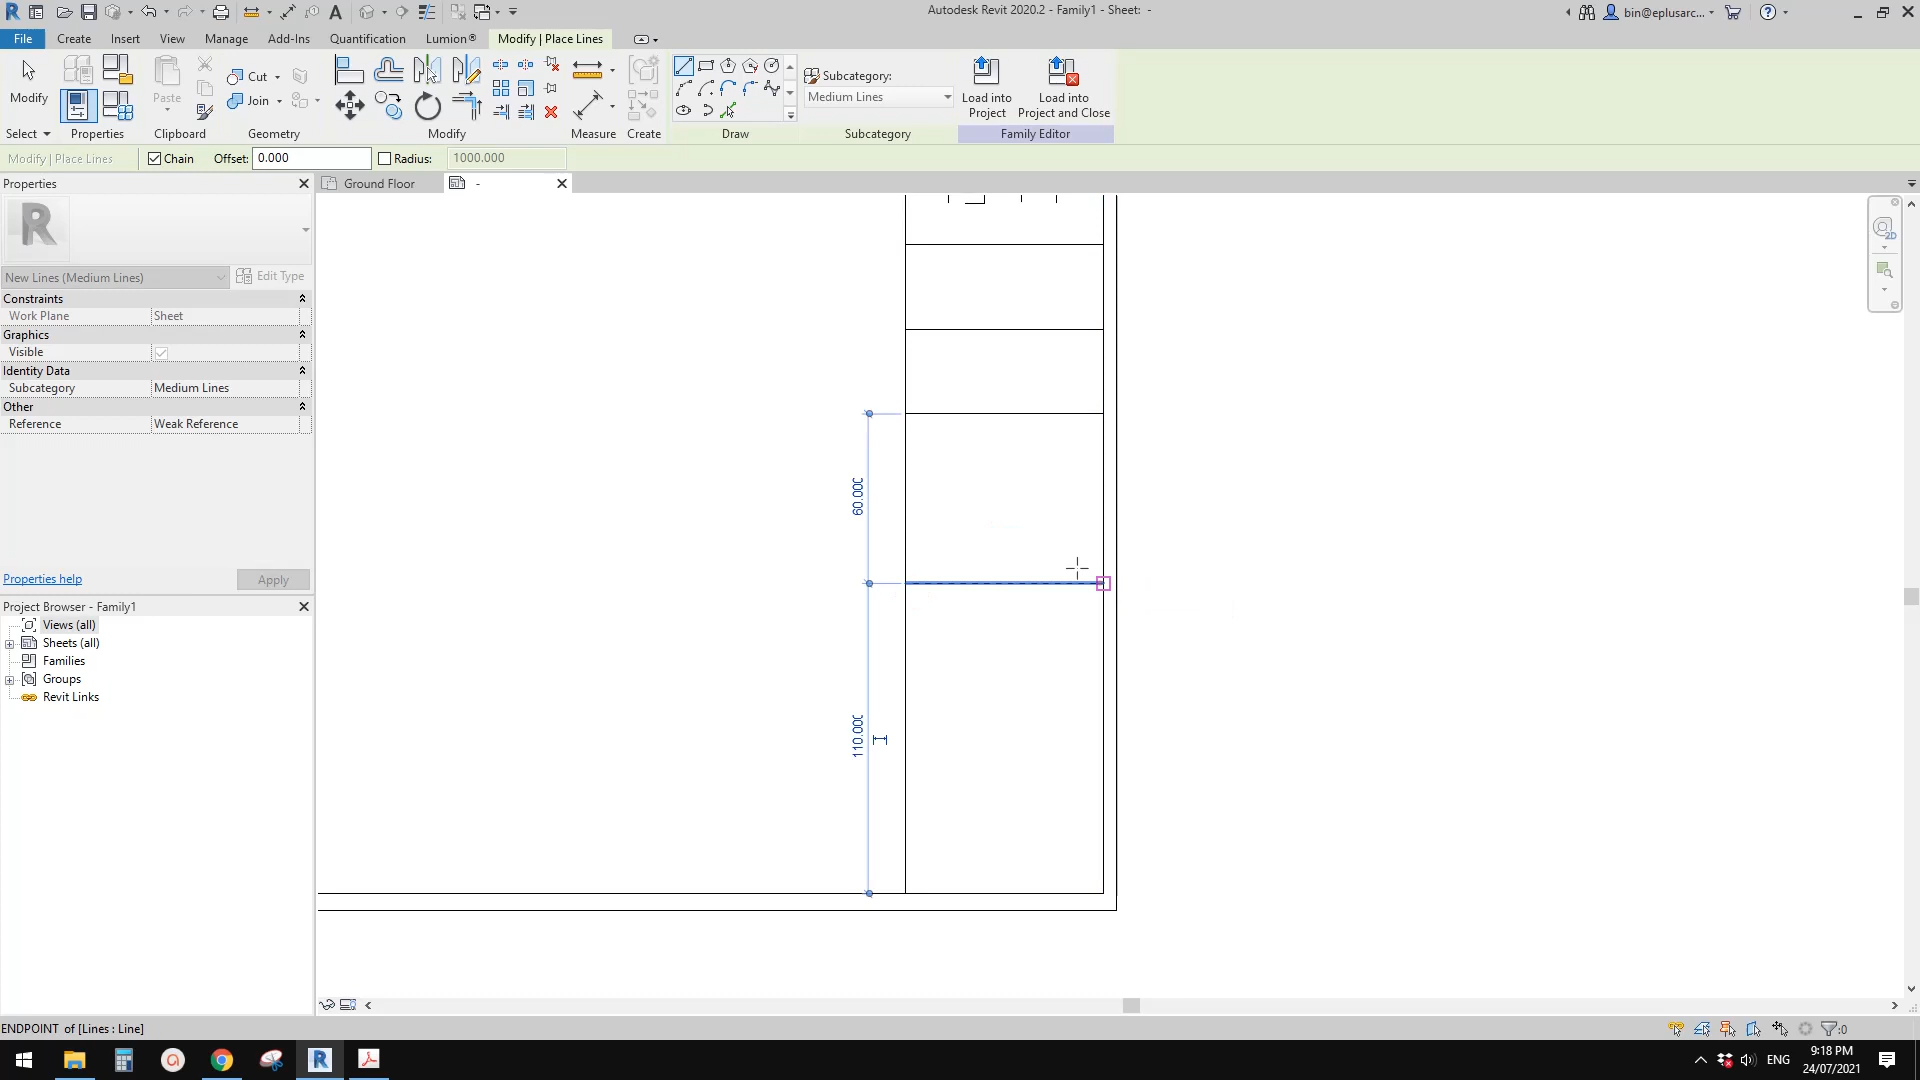 Autodesk Revit 2020.2 - Family1 - Sheet: -
bin@eplusarc...
File Create Insert View Manage Add-Ins Quantification Lumion® Modify | Place Lines
Modify
Paste
Cut
Join
Subcategory:
Medium Lines
Load into
Project
Load into
Project and Close
Select Properties Clipboard Geometry Modify Measure Create Draw Subcategory Family Editor
Modify | Place Lines Chain Offset: 0.000 Radius: 1000.000
Properties
Ground Floor
-
R
New Lines (Medium Lines) Edit Type
Constraints
Work Plane Sheet
Graphics
Visible
Identity Data
Subcategory Medium Lines
Other
Reference Weak Reference
Properties help Apply
Project Browser - Family1
Views (all)
Sheets (all)
Families
Groups
Revit Links
60.000
110.000
2D
ENDPOINT of [Lines : Line]
:0
ENG
9:18 PM
24/07/2021